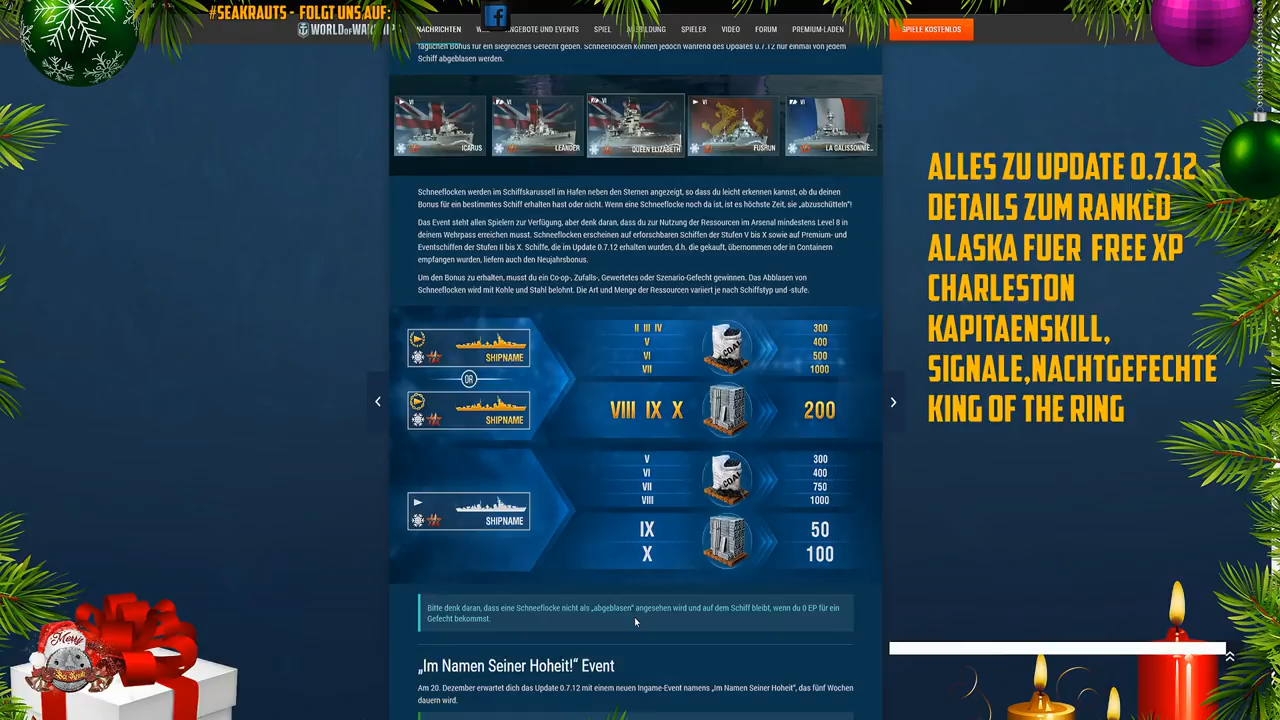 #SEAKRAUTS - FOLGT UNS AUF:
WORLD OF WARSHIPS
NACHRICHTEN
ANGEBOTE UND EVENTS
SPIEL
SPIELER
VIDEO
FORUM
PREMIUM-LADEN
SPIELE KOSTENLOS
täglichen Bonus für ein siegreiches Gefecht geben. Schneeflocken können jedoch während des Updates 0.7.12 nur einmal von jedem
Schiff abgeblasen werden.
VI
VI
VI
VI
VI
ICARUS
LEANDER
QUEEN ELIZABETH
FUSHUN
LA GALISSONNIE...
Schneeflocken werden im Schiffskarussell im Hafen neben den Sternen angezeigt, so dass du leicht erkennen kannst, ob du deinen
Bonus für ein bestimmtes Schiff erhalten hast oder nicht. Wenn eine Schneeflocke noch da ist, ist es höchste Zeit, sie „abzuschütteln“!
Das Event steht allen Spielern zur Verfügung, aber denk daran, dass du zur Nutzung der Ressourcen im Arsenal mindestens Level 8 in
deinem Wehrpass erreichen musst. Schneeflocken erscheinen auf erforschbaren Schiffen der Stufen V bis X sowie auf Premium- und
Eventschiffen der Stufen II bis X. Schiffe, die im Update 0.7.12 erhalten wurden, d.h. die gekauft, übernommen oder in Containern
empfangen wurden, liefern auch den Neujahrsbonus.
Um den Bonus zu erhalten, musst du ein Co-op-, Zufalls-, Gewertetes oder Szenario-Gefecht gewinnen. Das Abblasen von
Schneeflocken wird mit Kohle und Stahl belohnt. Die Art und Menge der Ressourcen variiert je nach Schiffstyp und -stufe.
SHIPNAME
OR
SHIPNAME
II III IV 300
V 400
VI 500
VII 1000
COAL
VIII IX X 200
SHIPNAME
V 300
VI 400
VII 750
VIII 1000
COAL
IX 50
X 100
Bitte denk daran, dass eine Schneeflocke nicht als „abgeblasen“ angesehen wird und auf dem Schiff bleibt, wenn du 0 EP für ein
Gefecht bekommst.
„Im Namen Seiner Hoheit!“ Event
Am 20. Dezember erwartet dich das Update 0.7.12 mit einem neuen Ingame-Event namens „Im Namen Seiner Hoheit“, das fünf Wochen
dauern wird.
ALLES ZU UPDATE 0.7.12
DETAILS ZUM RANKED
ALASKA FUER FREE XP
CHARLESTON
KAPITAENSKILL,
SIGNALE,NACHTGEFECHTE
KING OF THE RING
Merry